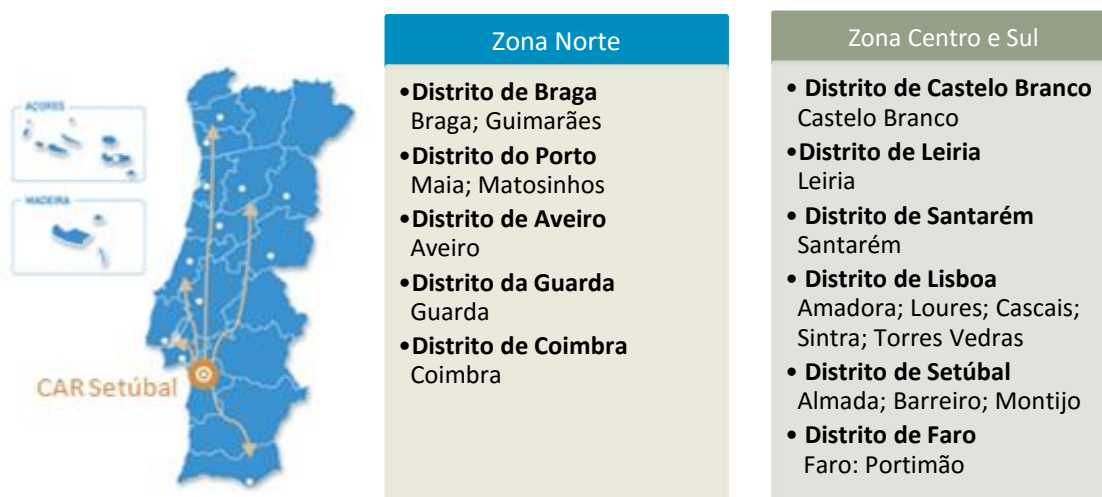 AÇORES
MADEIRA
CAR Setúbal
Zona Norte
•Distrito de Braga
Braga; Guimarães
•Distrito do Porto
Maia; Matosinhos
•Distrito de Aveiro
Aveiro
•Distrito da Guarda
Guarda
•Distrito de Coimbra
Coimbra
Zona Centro e Sul
• Distrito de Castelo Branco
Castelo Branco
•Distrito de Leiria
Leiria
• Distrito de Santarém
Santarém
• Distrito de Lisboa
Amadora; Loures; Cascais;
Sintra; Torres Vedras
• Distrito de Setúbal
Almada; Barreiro; Montijo
• Distrito de Faro
Faro: Portimão